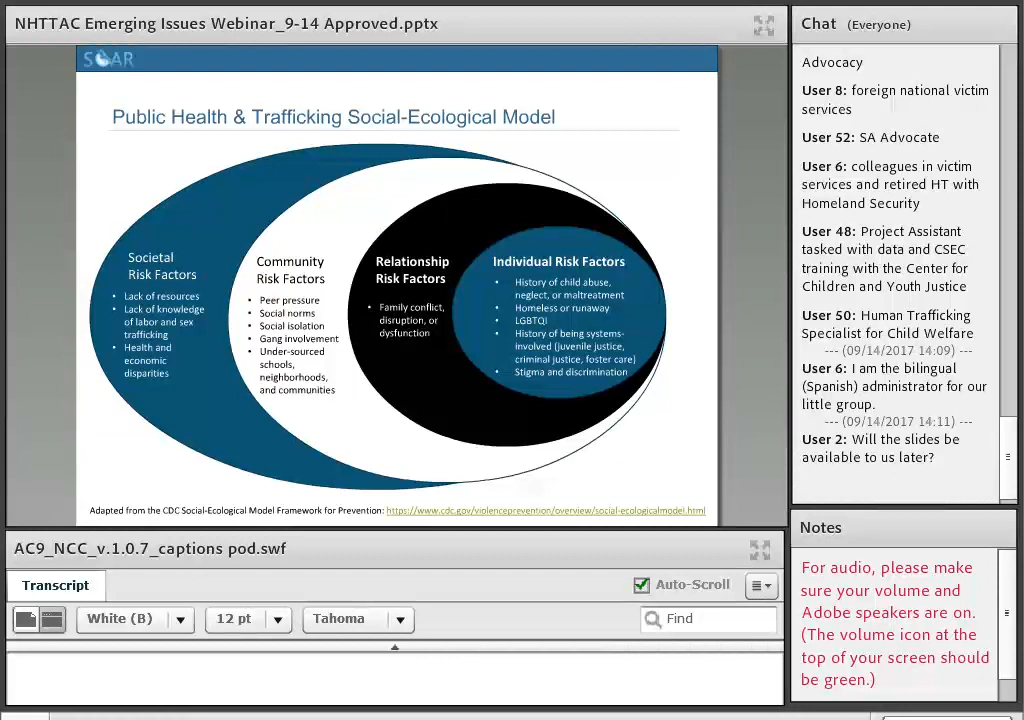 NHTTAC Emerging Issues Webinar_9-14 Approved.pptx
SOAR
Public Health & Trafficking Social-Ecological Model
Societal
Risk Factors
• Lack of resources
• Lack of knowledge
of labor and sex
trafficking
• Health and
economic
disparities
Community
Risk Factors
• Peer pressure
• Social norms
• Social isolation
• Gang involvement
• Under-sourced
schools,
neighborhoods,
and communities
Relationship
Risk Factors
• Family conflict,
disruption, or
dysfunction
Individual Risk Factors
• History of child abuse,
neglect, or maltreatment
• Homeless or runaway
• LGBTQI
• History of being systems-
involved (juvenile justice,
criminal justice, foster care)
• Stigma and discrimination
Adapted from the CDC Social-Ecological Model Framework for Prevention: https://www.cdc.gov/violenceprevention/overview/social-ecologicalmodel.html
AC9_NCC_v.1.0.7_captions pod.swf
Transcript
Auto-Scroll
White (B)
12 pt
Tahoma
Find
Chat (Everyone)
Advocacy
User 8: foreign national victim
services
User 52: SA Advocate
User 6: colleagues in victim
services and retired HT with
Homeland Security
User 48: Project Assistant
tasked with data and CSEC
training with the Center for
Children and Youth Justice
User 50: Human Trafficking
Specialist for Child Welfare
--- (09/14/2017 14:09) ---
User 6: I am the bilingual
(Spanish) administrator for our
little group.
--- (09/14/2017 14:11) ---
User 2: Will the slides be
available to us later?
Notes
For audio, please make
sure your volume and
Adobe speakers are on.
(The volume icon at the
top of your screen should
be green.)